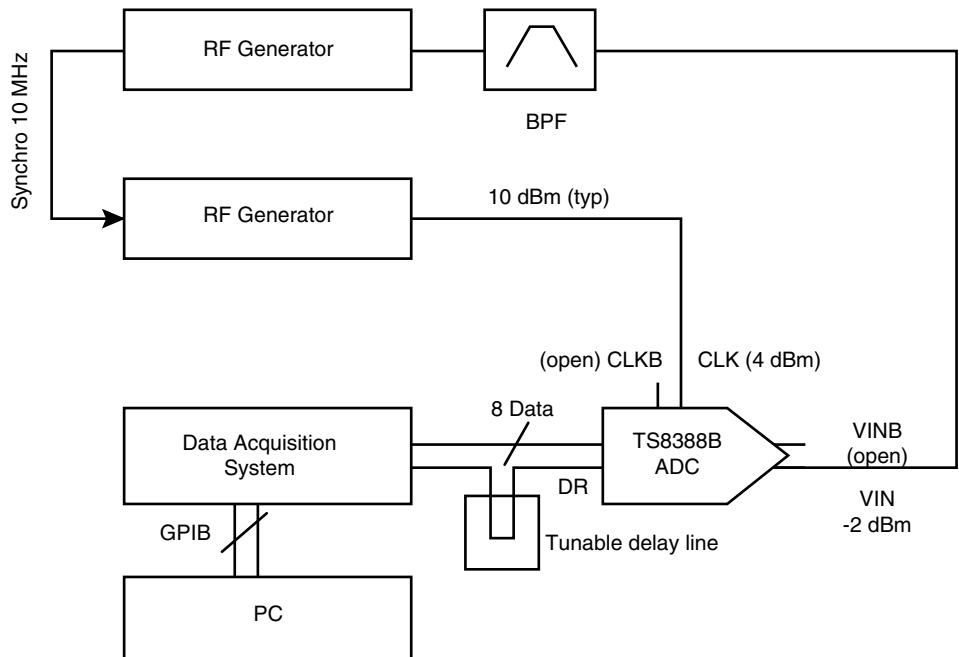 RF Generator
BPF
Synchro 10 MHz
RF Generator
10 dBm (typ)
(open) CLKB
CLK (4 dBm)
8 Data
Data Acquisition
System
TS8388B
ADC
VINB
(open)
DR
VIN
-2 dBm
GPIB
Tunable delay line
PC